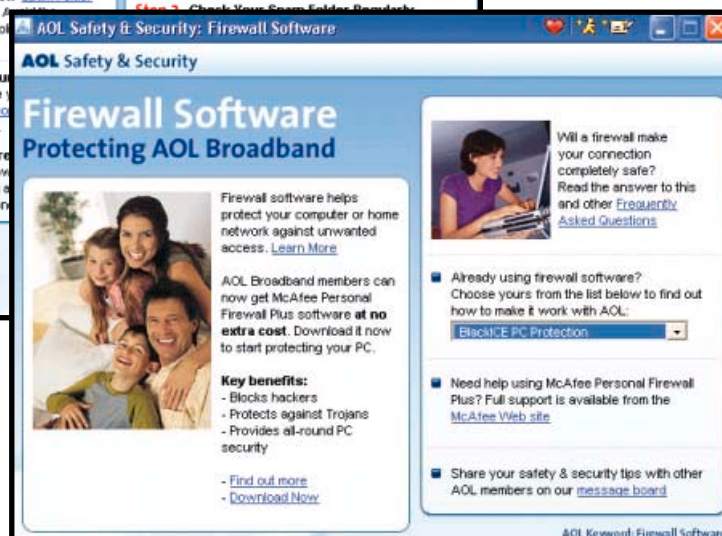 Step 2 Check Your Spam Folder Regularly
AOL Safety & Security: Firewall Software
AOL Safety & Security
Firewall Software
Protecting AOL Broadband
Firewall software helps
protect your computer or home
network against unwanted
access. Learn More
AOL Broadband members can
now get McAfee Personal
Firewall Plus software at no
extra cost. Download it now
to start protecting your PC.
Key benefits:
- Blocks hackers
- Protects against Trojans
- Provides all-round PC
security
- Find out more
- Download Now
Will a firewall make
your connection
completely safe?
Read the answer to this
and other Frequently
Asked Questions
Already using firewall software?
Choose yours from the list below to find out
how to make it work with AOL:
BlackICE PC Protection
Need help using McAfee Personal Firewall
Plus? Full support is available from the
McAfee Web site
Share your safety & security tips with other
AOL members on our message board
AOL Keyword: Firewall Software